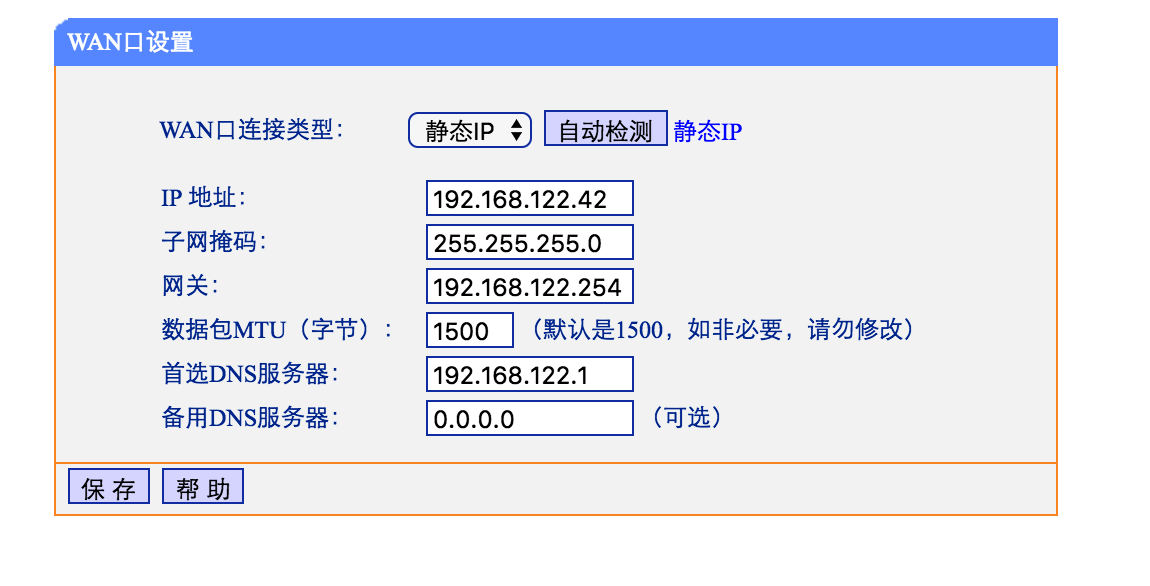 WAN口设置
WAN口连接类型： 静态IP 自动检测 静态IP
IP 地址： 192.168.122.42
子网掩码： 255.255.255.0
网关： 192.168.122.254
数据包MTU（字节）： 1500 （默认是1500，如非必要，请勿修改）
首选DNS服务器： 192.168.122.1
备用DNS服务器： 0.0.0.0 （可选）
保 存 帮 助